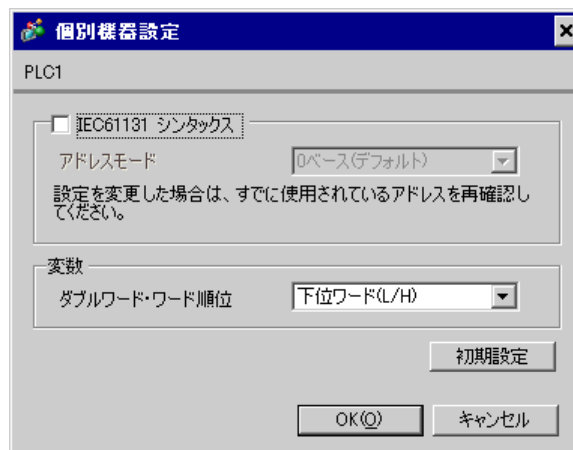 個別機器設定
PLC1
IEC61131 シンタックス
アドレスモード 0ベース(デフォルト)
設定を変更した場合は、すでに使用されているアドレスを再確認し
てください。
変数
ダブルワード・ワード順位 下位ワード(L/H)
初期設定
OK(O) キャンセル